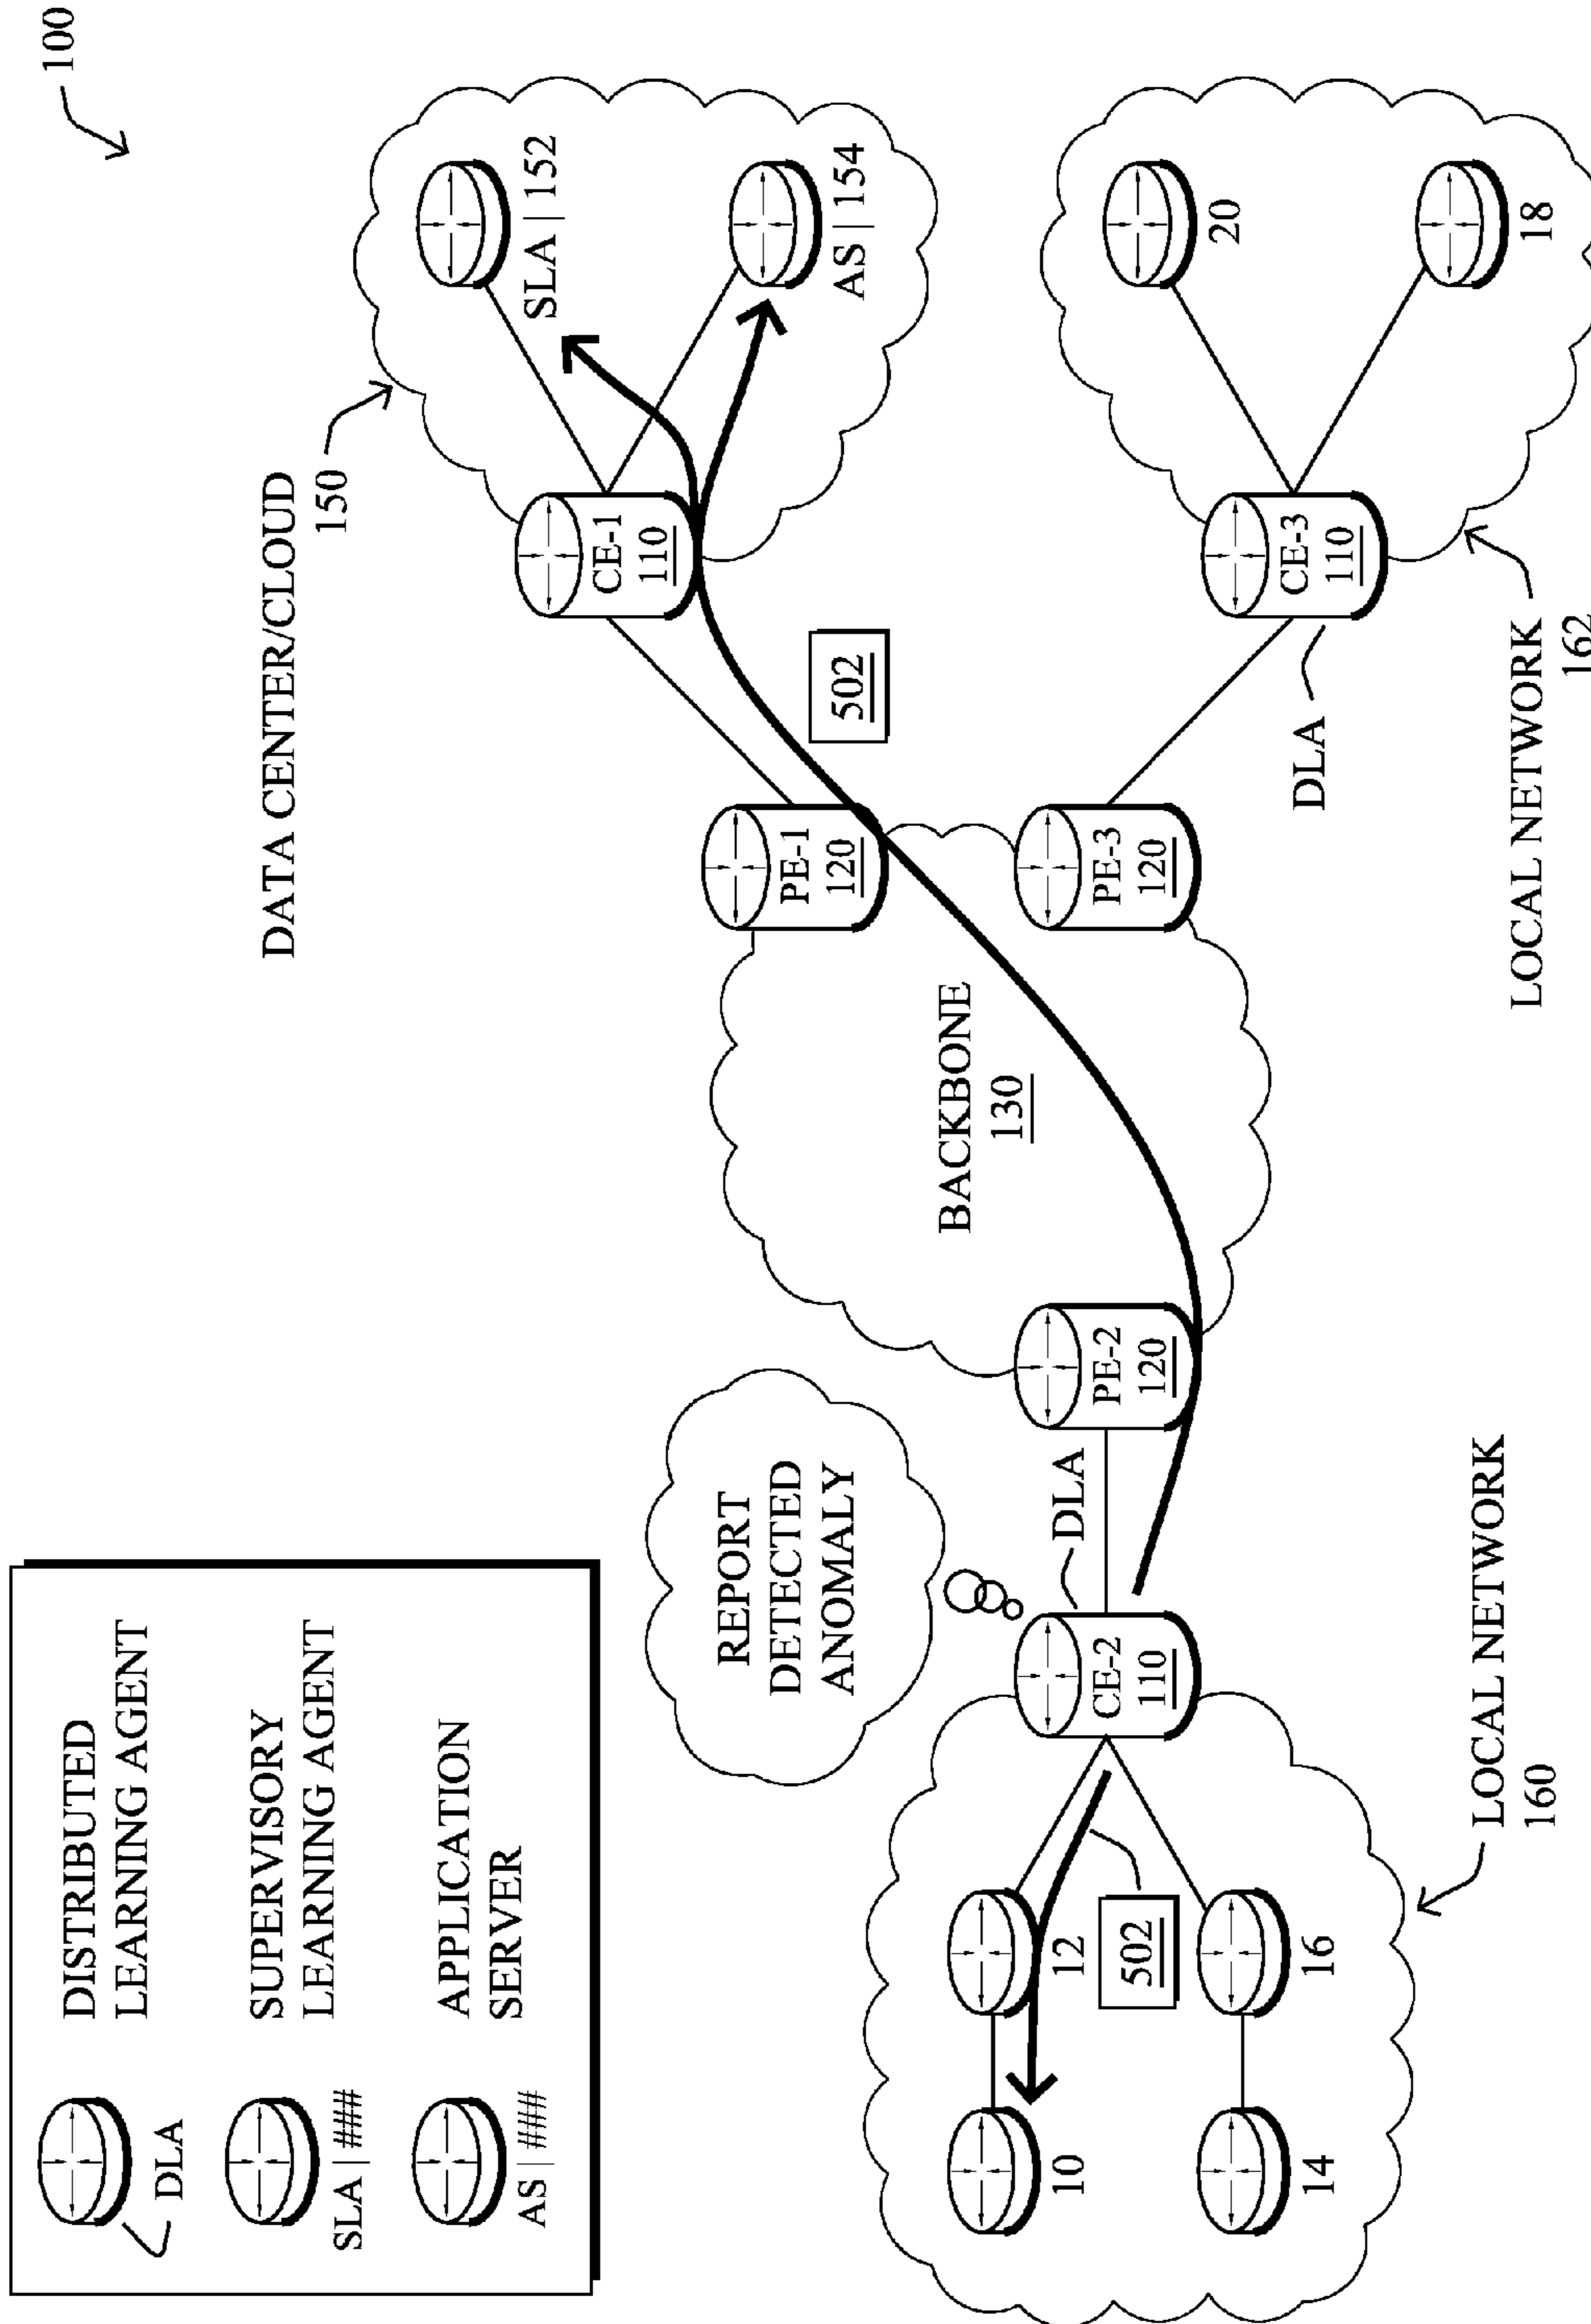 100
DISTRIBUTED
LEARNING AGENT
DLA
SUPERVISORY
LEARNING AGENT
SLA | ###
APPLICATION
SERVER
AS | ###
DATA CENTER/CLOUD
150
SLA | 152
AS | 154
CE-1
110
502
PE-1
120
REPORT
DETECTED
ANOMALY
BACKBONE
130
10
12
502
14
16
CE-2
110
DLA
PE-2
120
PE-3
120
CE-3
110
DLA
20
18
LOCAL NETWORK
160
LOCAL NETWORK
162